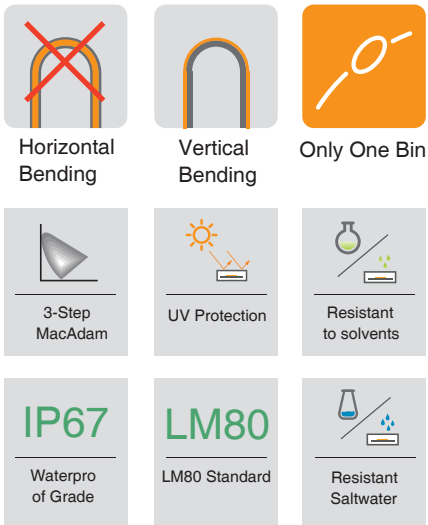 Horizontal
Bending
Vertical
Bending
Only One Bin
3-Step
MacAdam
UV Protection
Resistant
to solvents
IP67
Waterpro
of Grade
LM80
LM80 Standard
Resistant
Saltwater